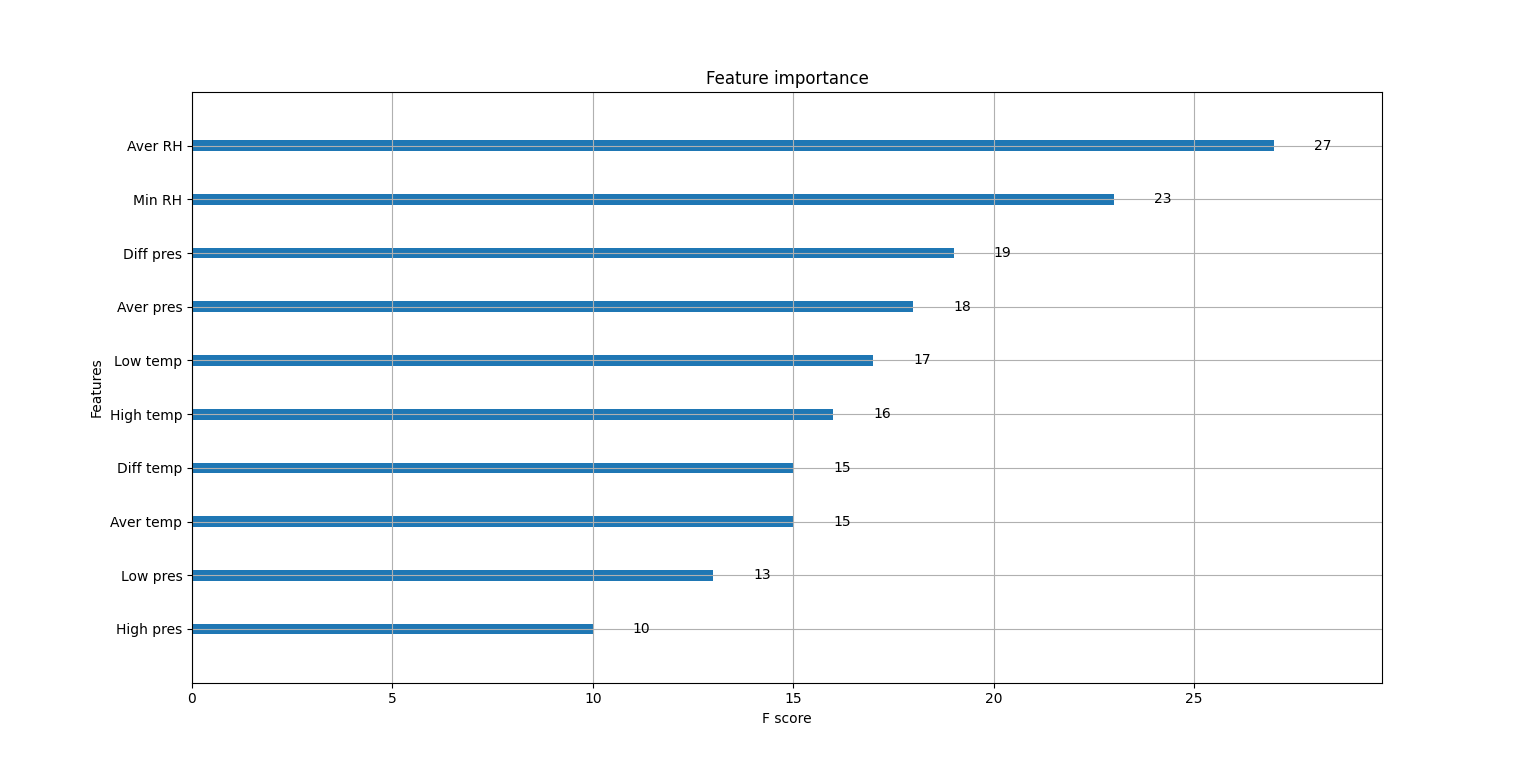 Feature importance
Aver RH 27
Min RH 23
Diff pres 19
Aver pres 18
Low temp 17
High temp 16
Diff temp 15
Aver temp 15
Low pres 13
High pres 10
Features
0 5 10 15 20 25
F score